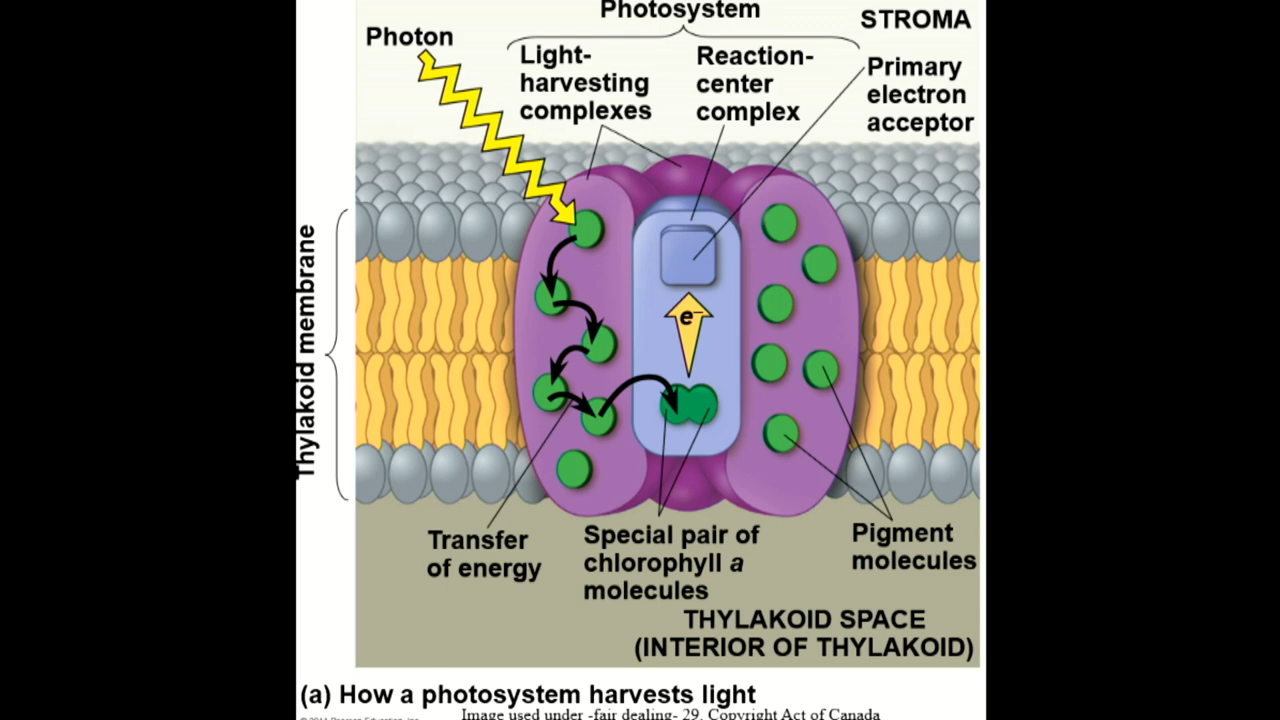 Photosystem
STROMA
Photon
Light-
harvesting
complexes
Reaction-
center
complex
Primary
electron
acceptor
Thylakoid membrane
e–
Transfer
of energy
Special pair of
chlorophyll a
molecules
Pigment
molecules
THYLAKOID SPACE
(INTERIOR OF THYLAKOID)
(a) How a photosystem harvests light
Image used under -fair dealing- 29, Copyright Act of Canada